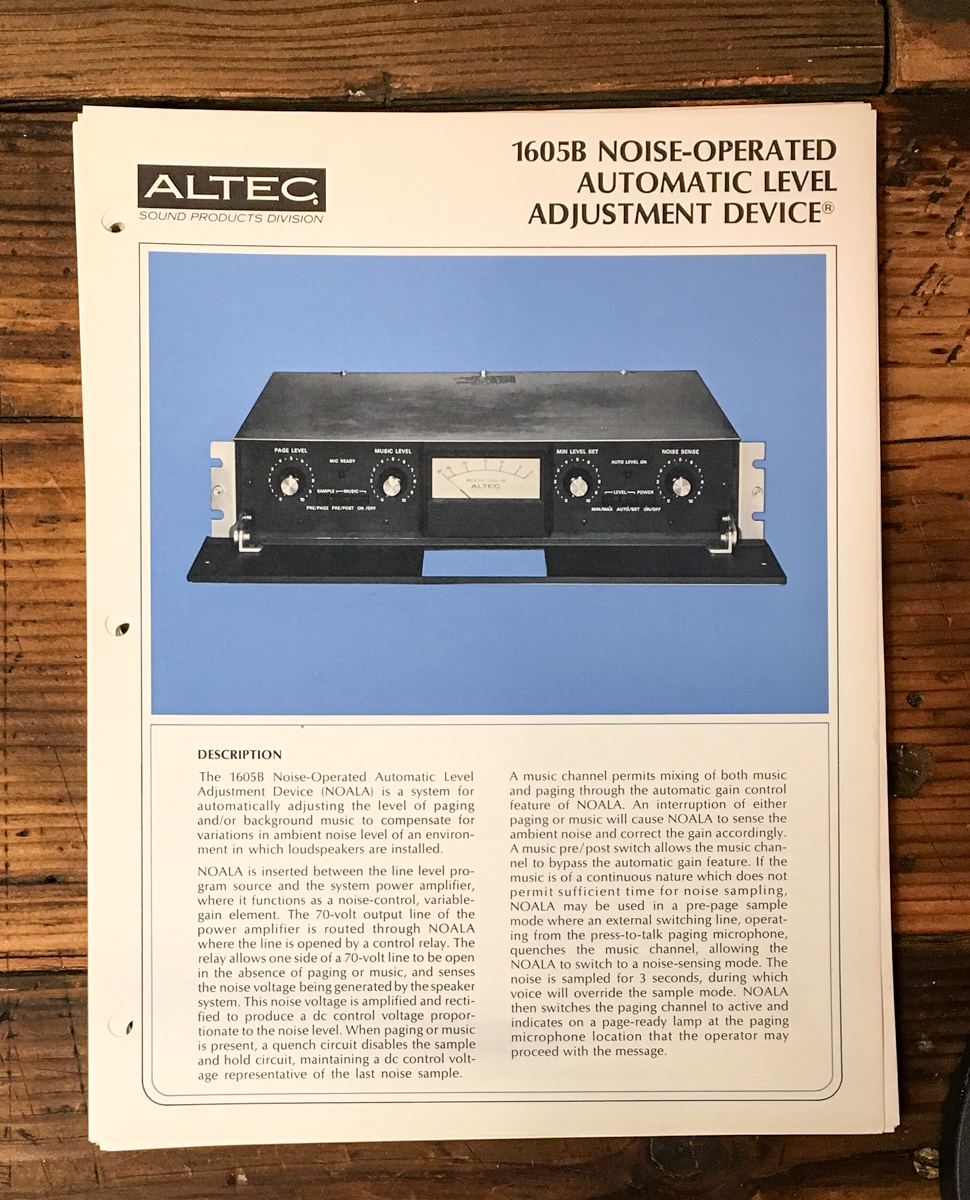 ALTEC
SOUND PRODUCTS DIVISION
1605B NOISE-OPERATED
AUTOMATIC LEVEL
ADJUSTMENT DEVICE®
PAGE LEVEL
MIC READY
MUSIC LEVEL
SAMPLE MUSIC
PRE/PAGE PRE/POST ON/OFF
ALTEC
MIN LEVEL SET
AUTO LEVEL ON
NOISE SENSE
LEVEL POWER
MIN/MAX AUTO/SET ON/OFF
DESCRIPTION
The 1605B Noise-Operated Automatic Level
Adjustment Device (NOALA) is a system for
automatically adjusting the level of paging
and/or background music to compensate for
variations in ambient noise level of an environ-
ment in which loudspeakers are installed.
NOALA is inserted between the line level pro-
gram source and the system power amplifier,
where it functions as a noise-control, variable-
gain element. The 70-volt output line of the
power amplifier is routed through NOALA
where the line is opened by a control relay. The
relay allows one side of a 70-volt line to be open
in the absence of paging or music, and senses
the noise voltage being generated by the speaker
system. This noise voltage is amplified and recti-
fied to produce a dc control voltage propor-
tionate to the noise level. When paging or music
is present, a quench circuit disables the sample
and hold circuit, maintaining a dc control volt-
age representative of the last noise sample.
A music channel permits mixing of both music
and paging through the automatic gain control
feature of NOALA. An interruption of either
paging or music will cause NOALA to sense the
ambient noise and correct the gain accordingly.
A music pre/post switch allows the music chan-
nel to bypass the automatic gain feature. If the
music is of a continuous nature which does not
permit sufficient time for noise sampling,
NOALA may be used in a pre-page sample
mode where an external switching line, operat-
ing from the press-to-talk paging microphone,
quenches the music channel, allowing the
NOALA to switch to a noise-sensing mode. The
noise is sampled for 3 seconds, during which
voice will override the sample mode. NOALA
then switches the paging channel to active and
indicates on a page-ready lamp at the paging
microphone location that the operator may
proceed with the message.